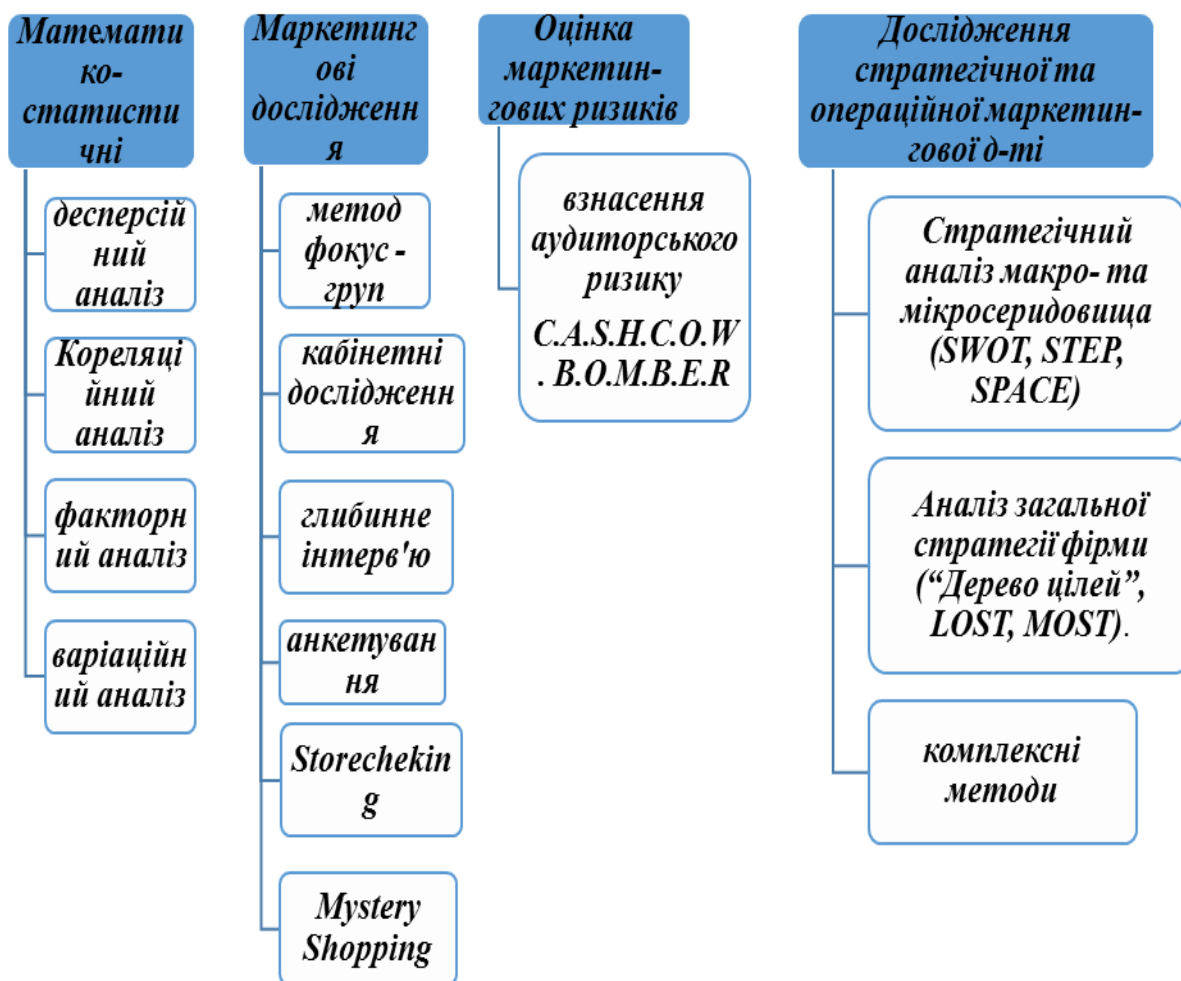 Математи
ко-
статисти
чні
десперсій
ний
аналіз
Кореляці
йний
аналіз
факторн
ий аналіз
варіаційн
ий аналіз
Маркетинг
ові
дослідженн
я
метод
фокус -
груп
кабінетні
дослідженн
я
глибинне
інтерв'ю
анкетуван
ня
Storechekin
g
Mystery
Shopping
Оцінка
маркетин-
гових ризиків
взнасення
аудиторського
ризику
C.A.S.H.C.O.W
. B.O.M.B.E.R
Дослідження
стратегічної та
операційної маркетин-
гової д-ті
Стратегічний
аналіз макро- та
мікросеридовища
(SWOT, STEP,
SPACE)
Аналіз загальної
стратегії фірми
(“Дерево цілей”,
LOST, MOST).
комплексні
методи